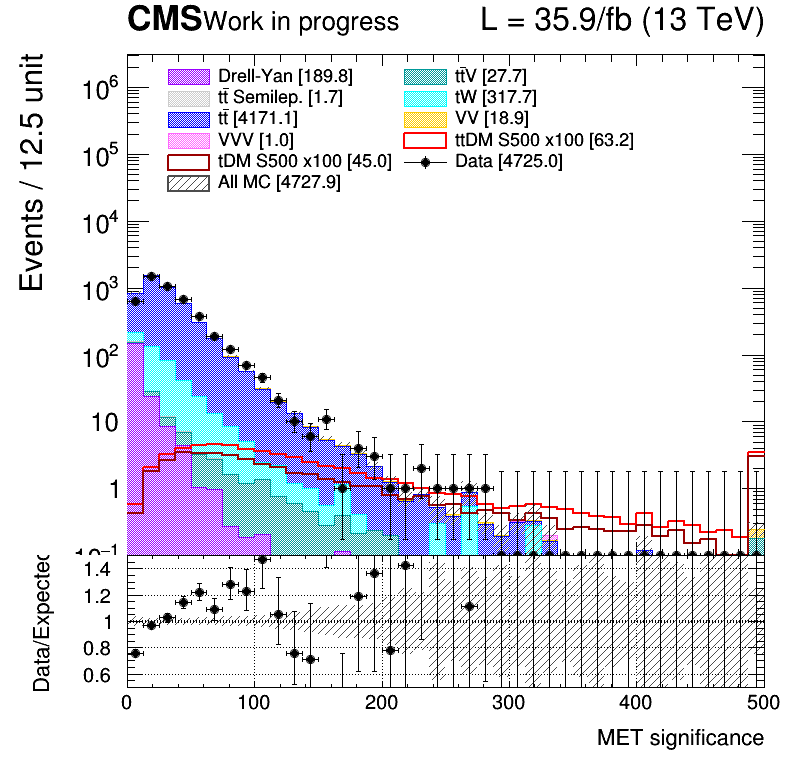 CMS Work in progress L = 35.9/fb (13 TeV)
Drell-Yan [189.8] tt̄V [27.7]
tt̄ Semilep. [1.7] tW [317.7]
tt̄ [4171.1] VV [18.9]
VVV [1.0] ttDM S500 x100 [63.2]
tDM S500 x100 [45.0] Data [4725.0]
All MC [4727.9]
Events / 12.5 unit
10⁶
10⁵
10⁴
10³
10²
10
1
10⁻¹
Data/Expected
1.4
1.2
1
0.8
0.6
0 100 200 300 400 500
MET significance